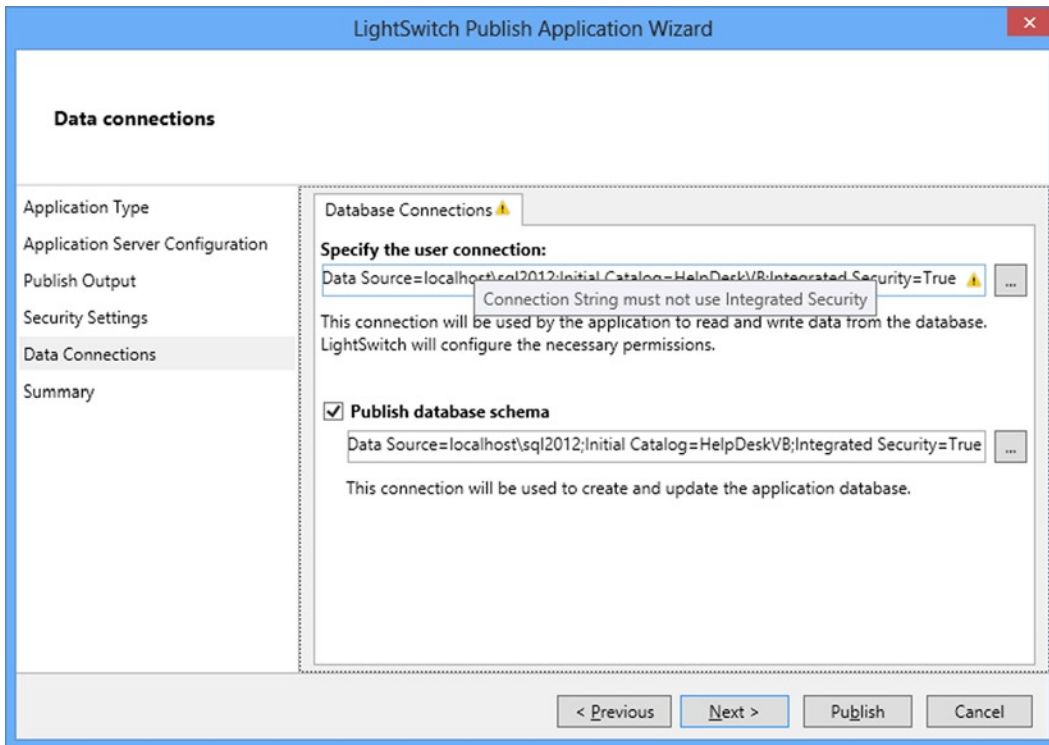 LightSwitch Publish Application Wizard
Data connections
Application Type
Application Server Configuration
Publish Output
Security Settings
Data Connections
Summary
Database Connections
Specify the user connection:
Data Source=localhost\sql2012;Initial Catalog=HelpDeskVB;Integrated Security=True
...
Connection String must not use Integrated Security
This connection will be used by the application to read and write data from the database.
LightSwitch will configure the necessary permissions.
Publish database schema
Data Source=localhost\sql2012;Initial Catalog=HelpDeskVB;Integrated Security=True
...
This connection will be used to create and update the application database.
< Previous
Next >
Publish
Cancel